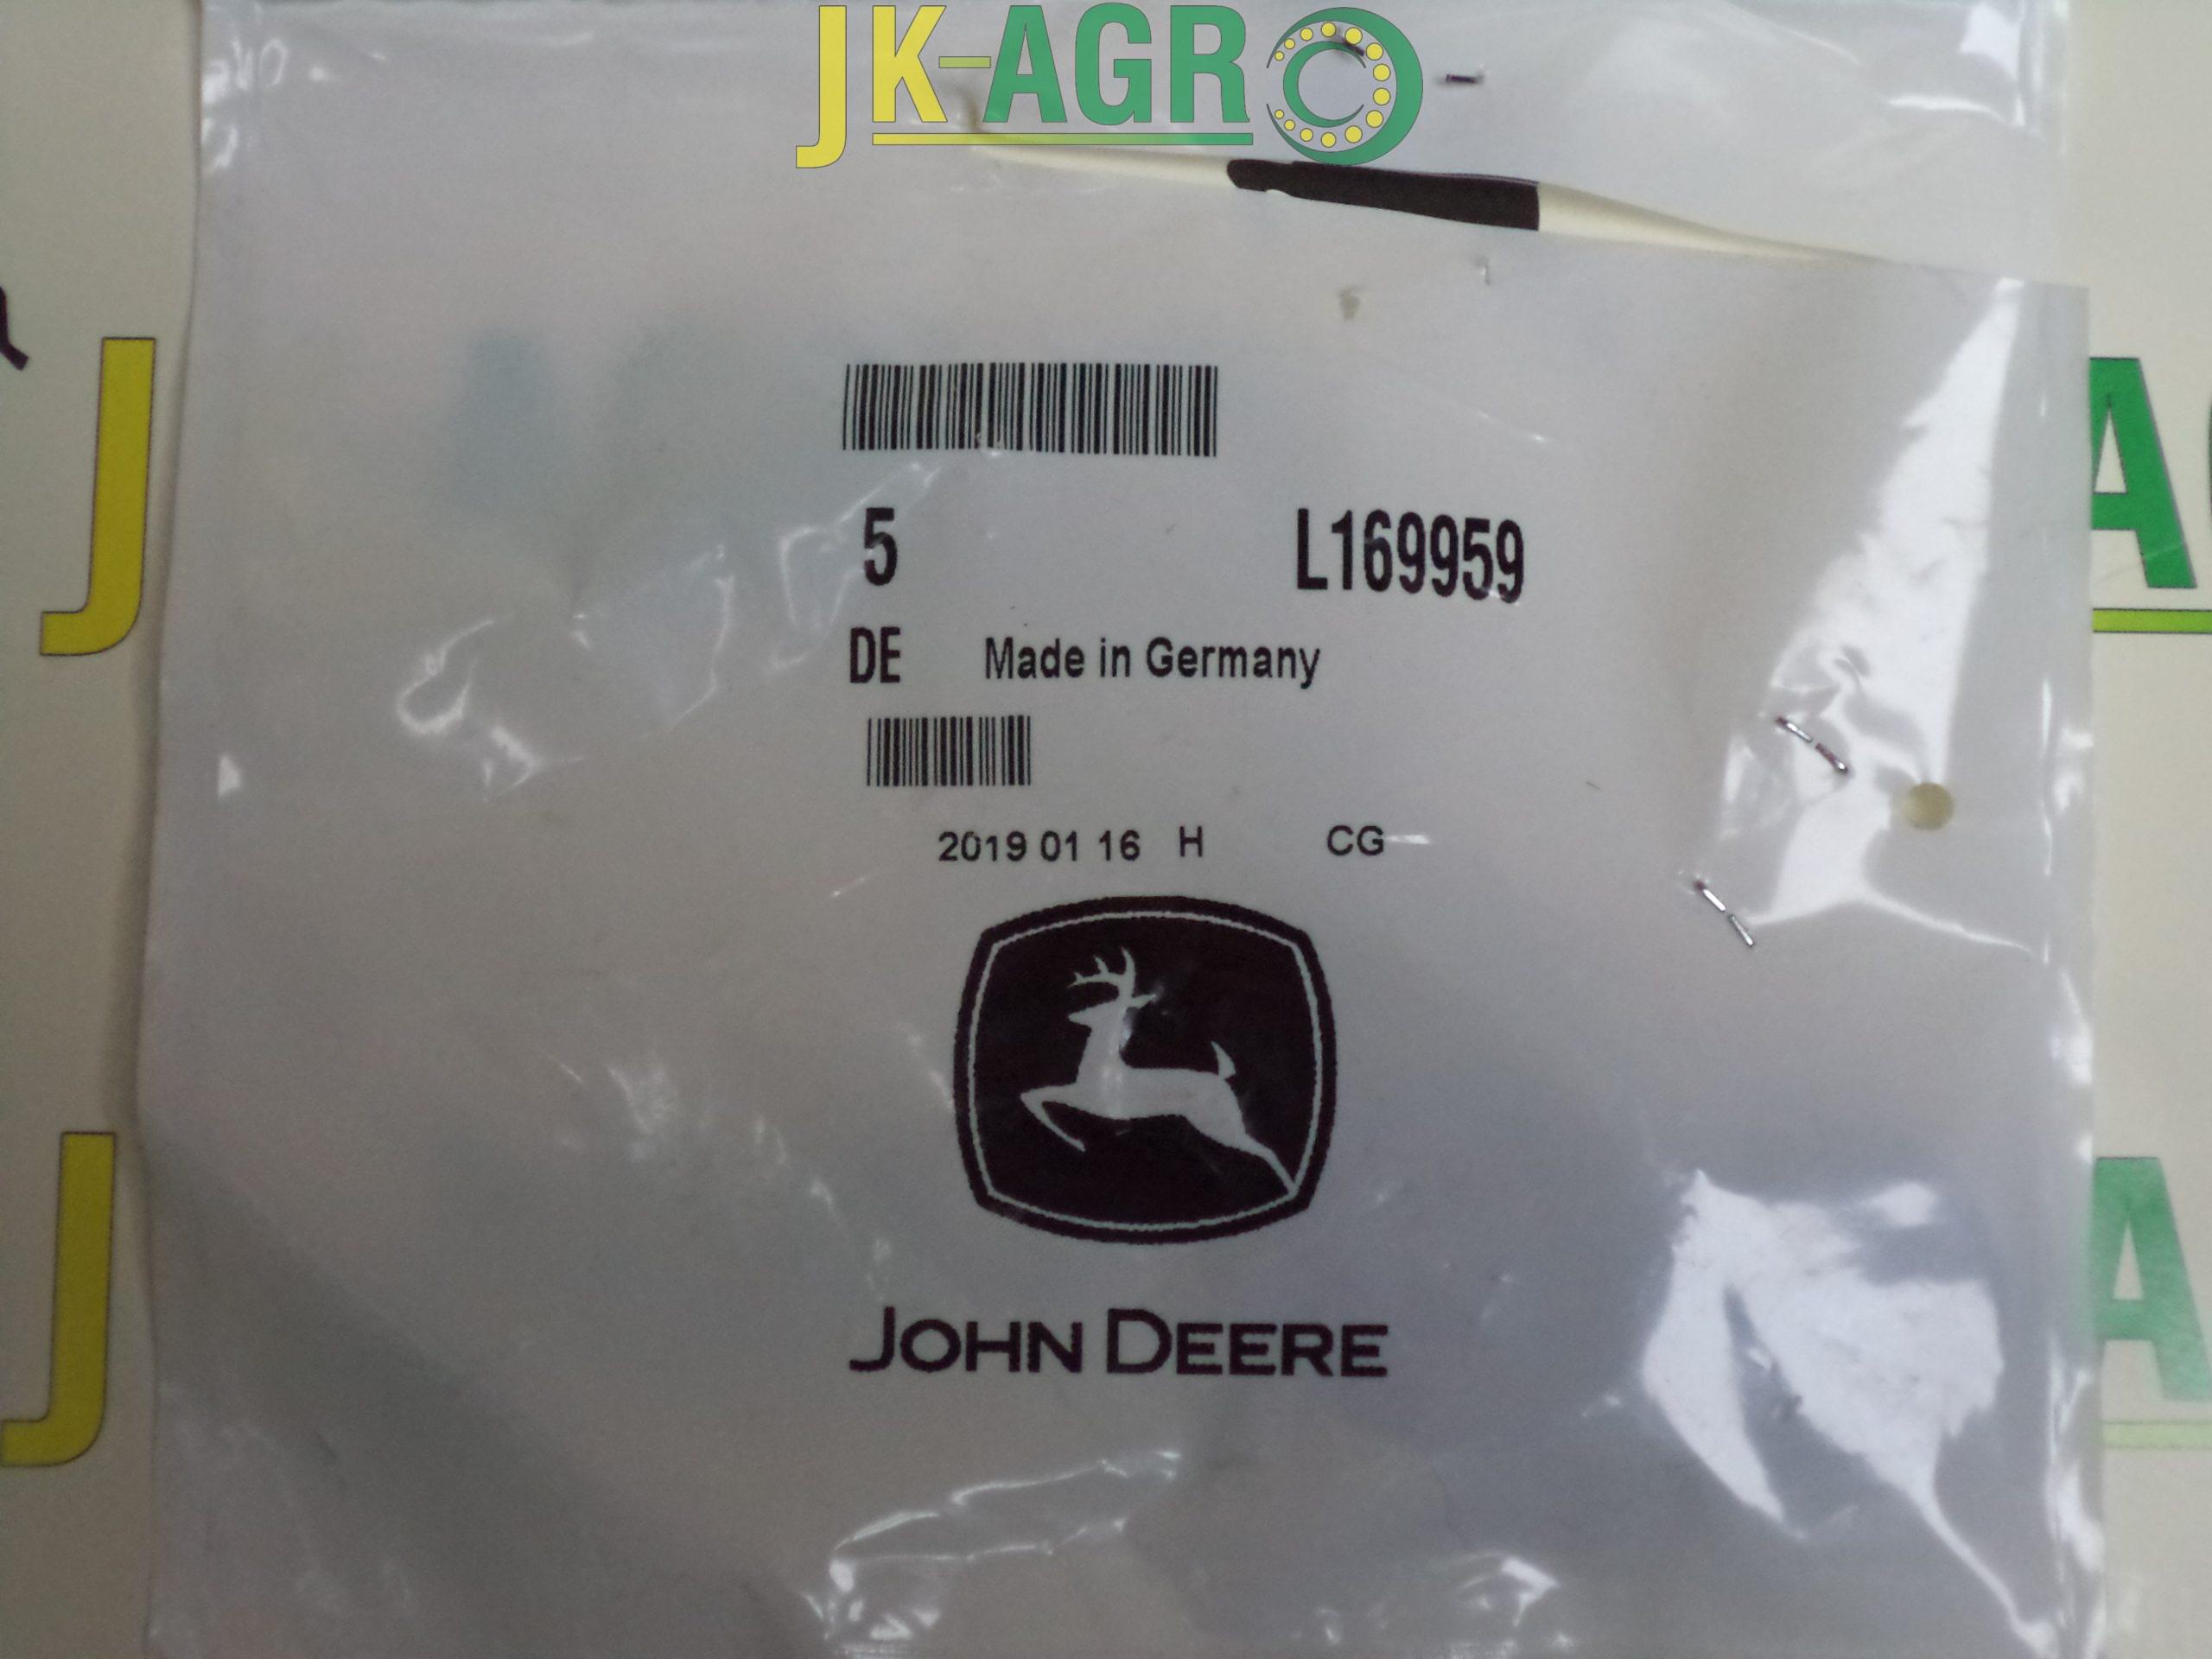 JK-AGRO
5 L169959
DE Made in Germany
2019 01 16 H CG
JOHN DEERE
J
A
J
A